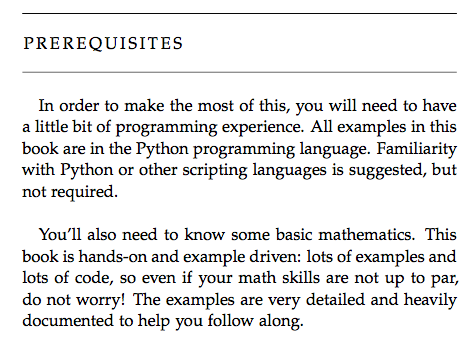 PREREQUISITES
In order to make the most of this, you will need to have
a little bit of programming experience. All examples in this
book are in the Python programming language. Familiarity
with Python or other scripting languages is suggested, but
not required.
You'll also need to know some basic mathematics. This
book is hands-on and example driven: lots of examples and
lots of code, so even if your math skills are not up to par,
do not worry! The examples are very detailed and heavily
documented to help you follow along.